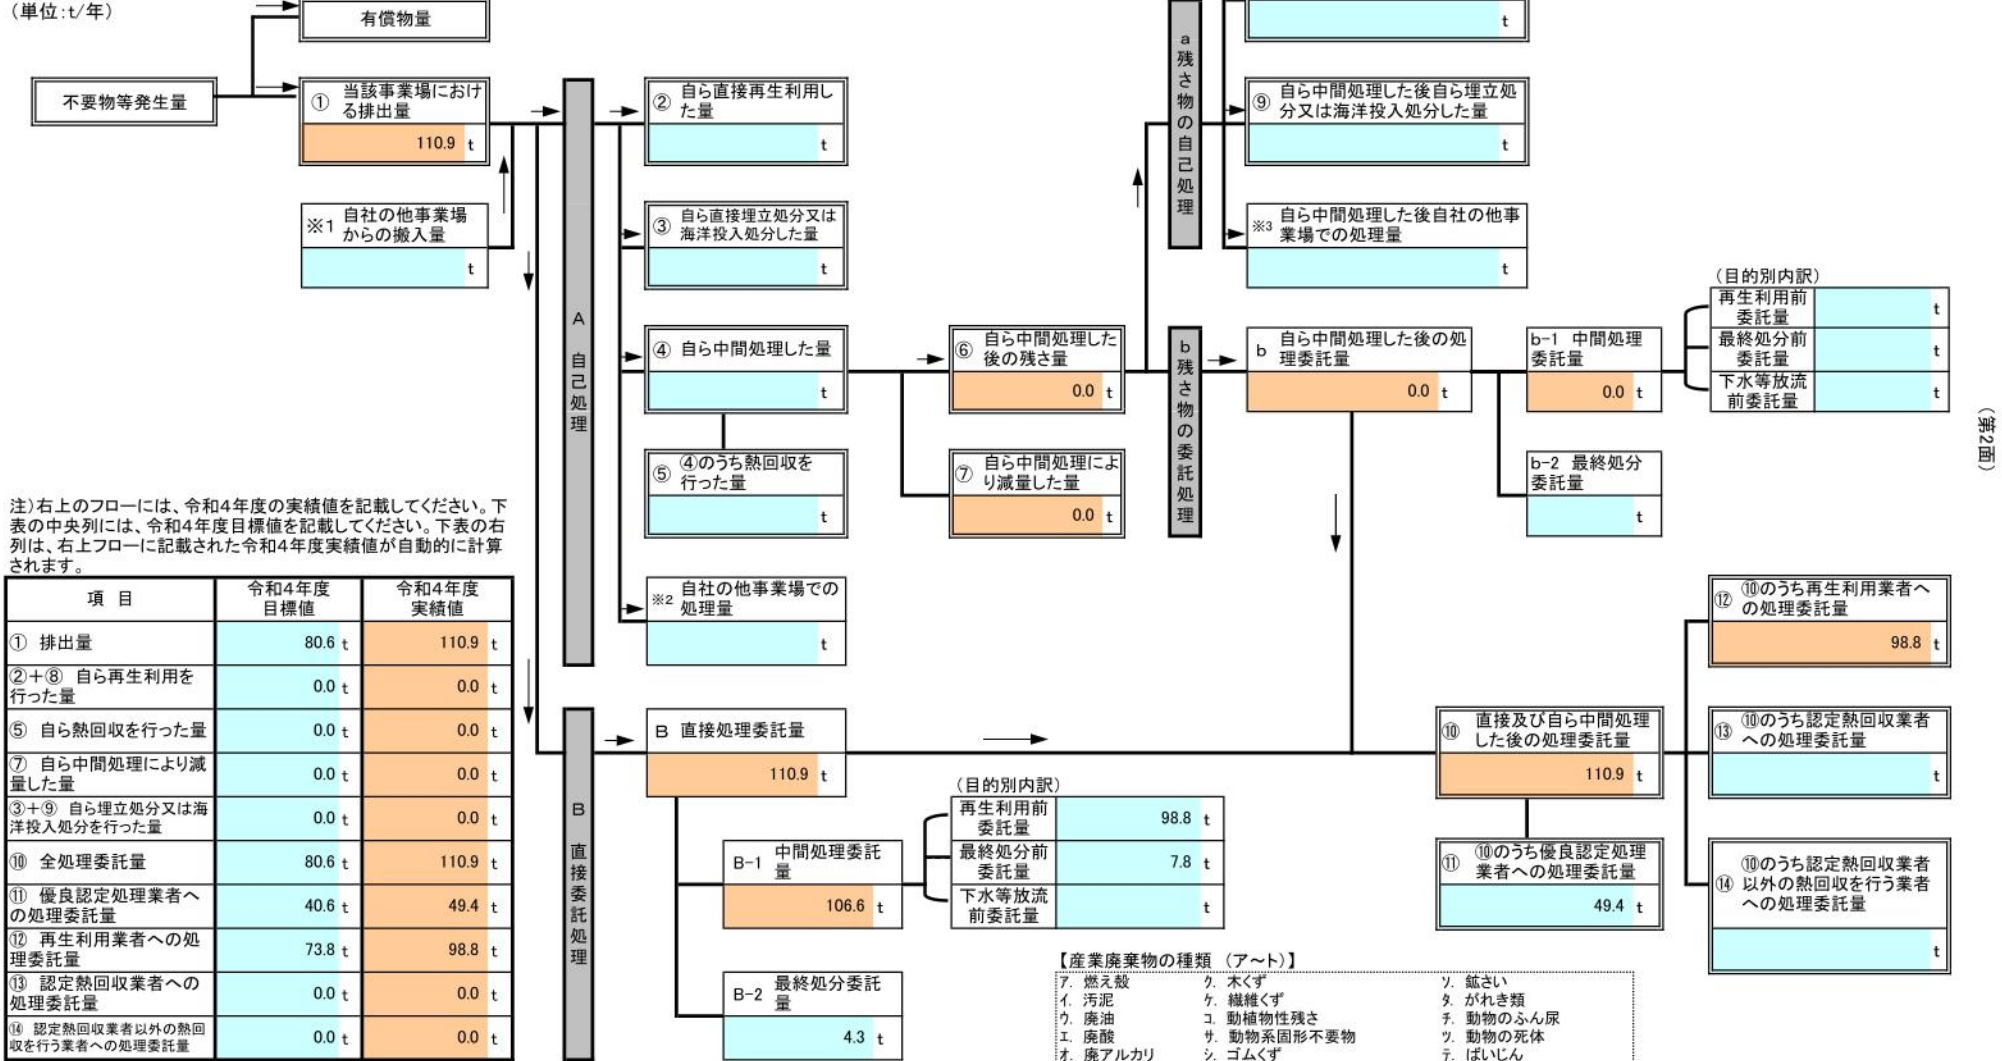 （単位:t/年）
有償物量
t
不要物等発生量
① 当該事業場におけ
る排出量
110.9 t
※1 自社の他事業場
からの搬入量
t
A 自己処理
② 自ら直接再生利用し
た量
t
③ 自ら直接埋立処分又は
海洋投入処分した量
t
④ 自ら中間処理した量
t
⑤ ④のうち熱回収を
行った量
t
※2 自社の他事業場での
処理量
t
⑥ 自ら中間処理した
後の残さ量
0.0 t
⑦ 自ら中間処理によ
り減量した量
0.0 t
a残さ物の自己処理
⑨ 自ら中間処理した後自ら埋立処
分又は海洋投入処分した量
t
※3 自ら中間処理した後自社の他事
業場での処理量
t
b残さ物の委託処理
b 自ら中間処理した後の処
理委託量
0.0 t
b-1 中間処理
委託量
0.0 t
b-2 最終処分
委託量
t
（目的別内訳）
再生利用前
委託量
t
最終処分前
委託量
t
下水等放流
前委託量
t
（第2面）
注）右上のフローには、令和4年度の実績値を記載してください。下
表の中央列には、令和4年度目標値を記載してください。下表の右
列は、右上フローに記載された令和4年度実績値が自動的に計算
されます。
項 目 令和4年度
目標値 令和4年度
実績値
① 排出量 80.6 t 110.9 t
②＋⑧ 自ら再生利用を
行った量 0.0 t 0.0 t
⑤ 自ら熱回収を行った量 0.0 t 0.0 t
⑦ 自ら中間処理により減
量した量 0.0 t 0.0 t
③＋⑨ 自ら埋立処分又は海
洋投入処分を行った量 0.0 t 0.0 t
⑩ 全処理委託量 80.6 t 110.9 t
⑪ 優良認定処理業者へ
の処理委託量 40.6 t 49.4 t
⑫ 再生利用業者への処
理委託量 73.8 t 98.8 t
⑬ 認定熱回収業者への
処理委託量 0.0 t 0.0 t
⑭ 認定熱回収業者以外の熱回
収を行う業者への処理委託量 0.0 t 0.0 t
B 直接委託処理
B 直接処理委託量
110.9 t
B-1 中間処理委託
量
106.6 t
B-2 最終処分委託
量
4.3 t
（目的別内訳）
再生利用前
委託量
98.8 t
最終処分前
委託量
7.8 t
下水等放流
前委託量
t
⑩ 直接及び自ら中間処理
した後の処理委託量
110.9 t
⑪ ⑩のうち優良認定処理
業者への処理委託量
49.4 t
⑫ ⑩のうち再生利用業者へ
の処理委託量
98.8 t
⑬ ⑩のうち認定熱回収業者
への処理委託量
t
⑭ ⑩のうち認定熱回収業者
以外の熱回収を行う業者
への処理委託量
t
【産業廃棄物の種類 （ア～ト）】
ア. 燃え殻 ク. 木くず ソ. 鉱さい
イ. 汚泥 ケ. 繊維くず タ. がれき類
ウ. 廃油 コ. 動植物性残さ チ. 動物のふん尿
エ. 廃酸 サ. 動物系固形不要物 ツ. 動物の死体
オ. 廃アルカリ シ. ゴムくず テ. ばいじん